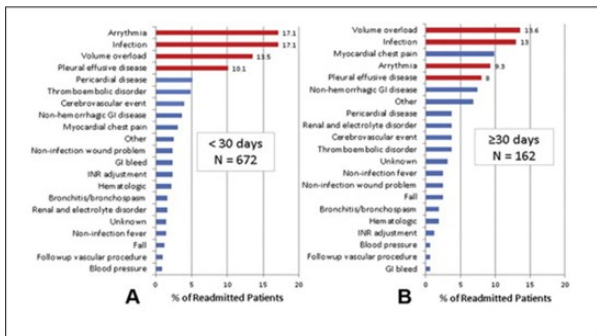 Arrythmia
Infection
Volume overload
Pleural effusive disease
Pericardial disease
Thromboembolic disorder
Cerebrovascular event
Non-hemorrhagic GI disease
Myocardial chest pain
Other
Non-infection wound problem
GI bleed
INR adjustment
Hematologic
Bronchitis/bronchospasm
Renal and electrolyte disorder
Unknown
Non-infection fever
Fall
Followup vascular procedure
Blood pressure
17.1
17.1
13.5
10.1
< 30 days
N = 672
0 5 10 15 20
A
% of Readmitted Patients
Volume overload
Infection
Myocardial chest pain
Arrythmia
Pleural effusive disease
Non-hemorrhagic GI disease
Other
Pericardial disease
Renal and electrolyte disorder
Cerebrovascular event
Thromboembolic disorder
Unknown
Non-infection fever
Non-infection wound problem
Fall
Bronchitis/bronchospasm
Hematologic
INR adjustment
Blood pressure
Followup vascular procedure
GI bleed
13.6
13
9.3
8
≥30 days
N = 162
0 5 10 15 20
B
% of Readmitted Patients